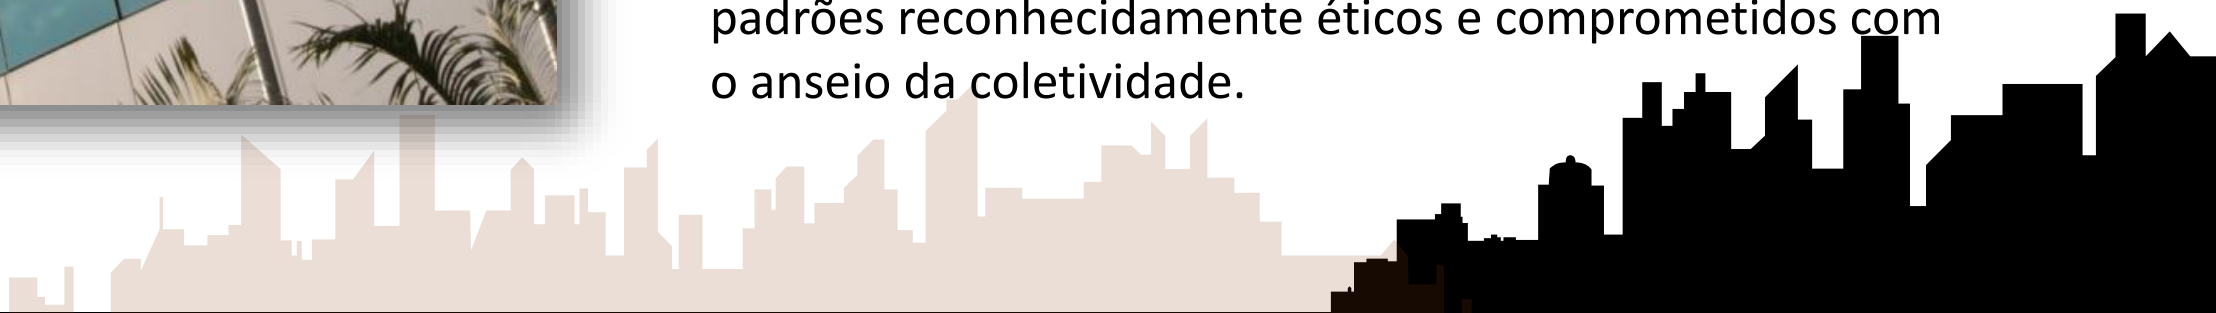 padrões reconhecidamente éticos e comprometidos com
o anseio da coletividade.